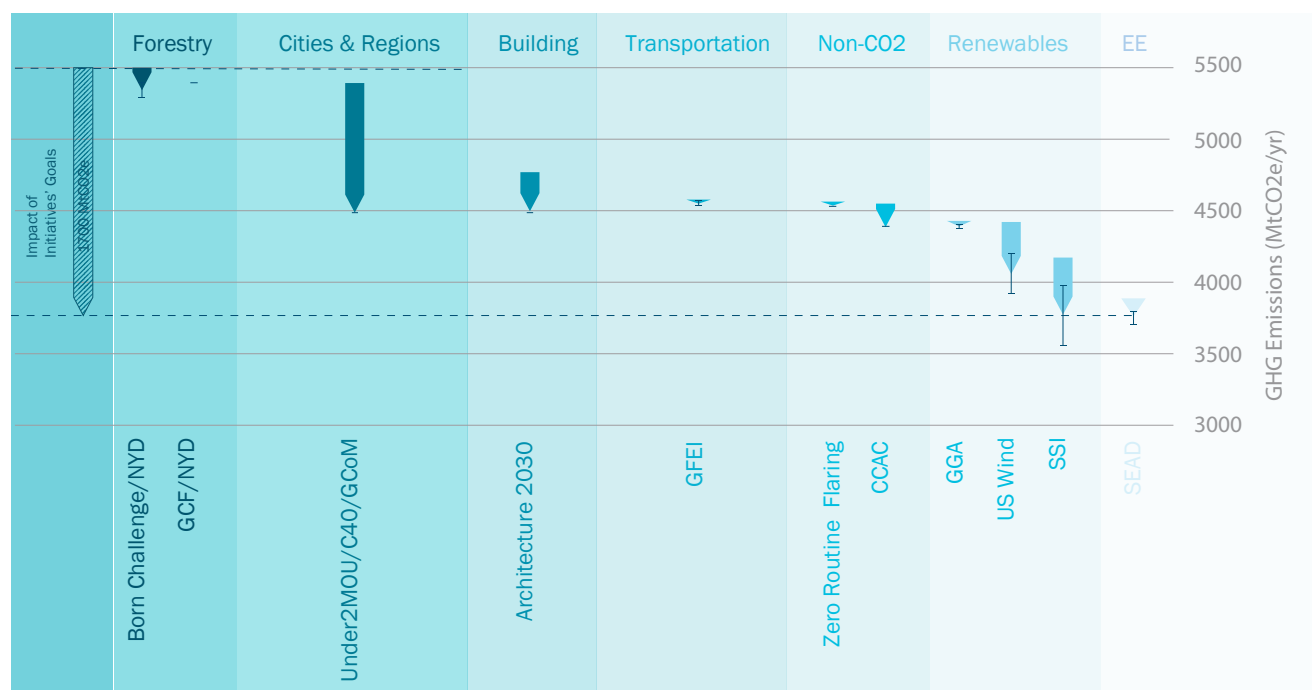 Forestry
Cities & Regions
Building
Transportation
Non-CO2
Renewables
EE
5500
5000
4500
4000
3500
3000
GHG Emissions (MtCO2e/yr)
Impact of
Initiatives' Goals
1700 MtCO2e
Born Challenge/NYD
GCF/NYD
Under2MOU/C40/GCoM
Architecture 2030
GFEI
Zero Routine Flaring
CCAC
GGA
US Wind
SSI
SEAD